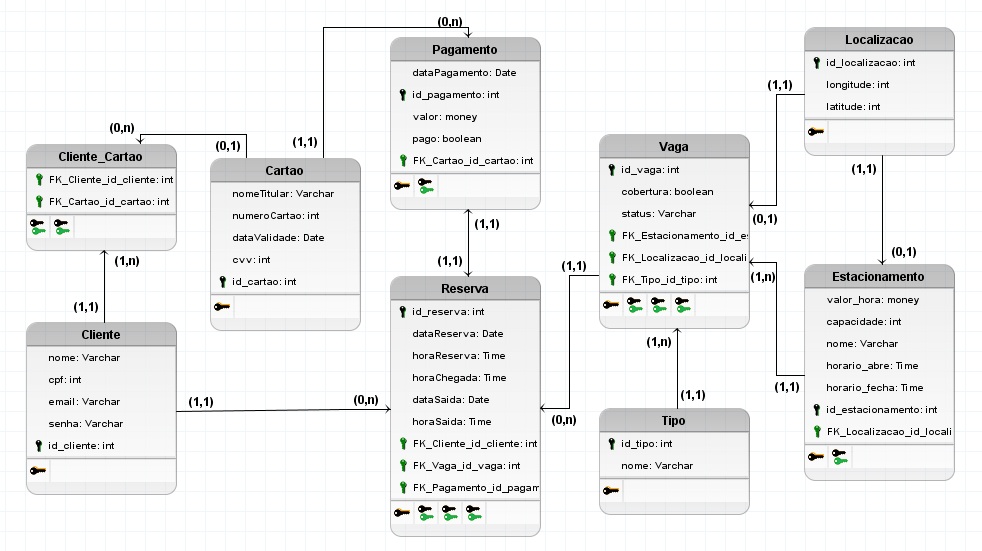 (0,n)
Pagamento
dataPagamento: Date
id_pagamento: int
valor: money
pago: boolean
FK_Cartao_id_cartao: int
(1,1)
(1,1)
(0,n)
(0,1)
(1,1)
Cliente_Cartao
FK_Cliente_id_cliente: int
FK_Cartao_id_cartao: int
(1,n)
(1,1)
Cartao
nomeTitular: Varchar
numeroCartao: int
dataValidade: Date
cvv: int
id_cartao: int
Cliente
nome: Varchar
cpf: int
email: Varchar
senha: Varchar
id_cliente: int
(1,1)
(0,n)
Reserva
id_reserva: int
dataReserva: Date
horaReserva: Time
horaChegada: Time
dataSaida: Date
horaSaida: Time
FK_Cliente_id_cliente: int
FK_Vaga_id_vaga: int
FK_Pagamento_id_pagam
(1,1)
(0,n)
Vaga
id_vaga: int
cobertura: boolean
status: Varchar
FK_Estacionamento_id_es
FK_Localizacao_id_locali
FK_Tipo_id_tipo: int
(1,n)
(1,1)
Tipo
id_tipo: int
nome: Varchar
(1,1)
(0,1)
(1,n)
(1,1)
Localizacao
id_localizacao: int
longitude: int
latitude: int
(1,1)
(0,1)
Estacionamento
valor_hora: money
capacidade: int
nome: Varchar
horario_abre: Time
horario_fecha: Time
id_estacionamento: int
FK_Localizacao_id_locali